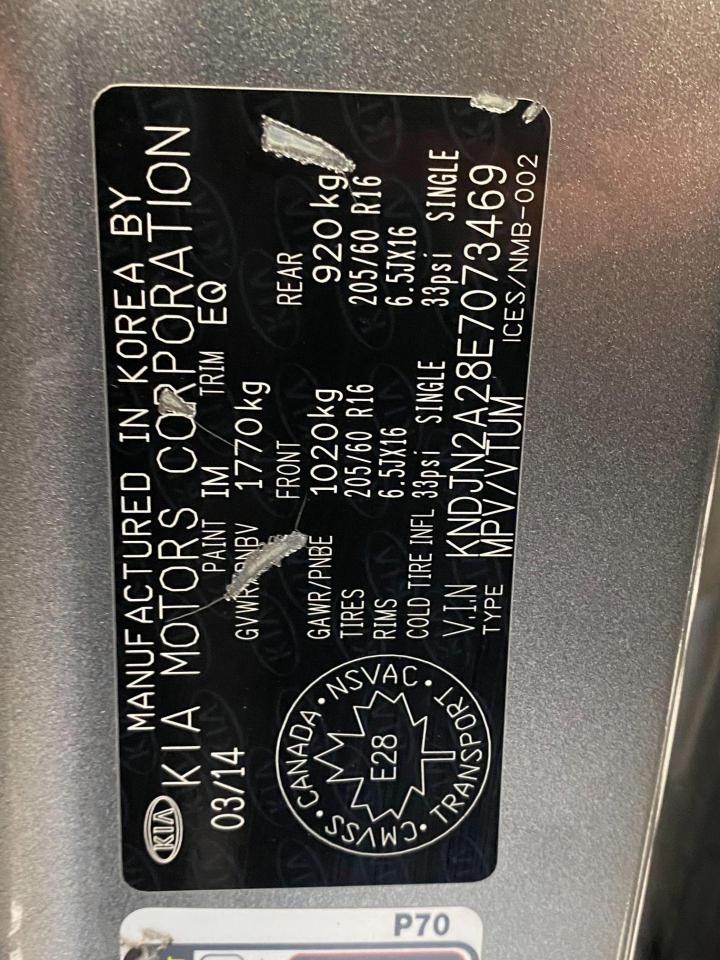 KIA
MANUFACTURED IN KOREA BY
KIA MOTORS CORPORATION
03/14 PAINT IM TRIM EQ
GVWR/PNBV 1770kg
FRONT REAR
GAWR/PNBE 1020kg 920kg
TIRES 205/60 R16 205/60 R16
RIMS 6.5JX16 6.5JX16
COLD TIRE INFL 33psi SINGLE 33psi SINGLE
V.I.N KNDJN2A28E7073469
TYPE MPV/VTUM ICES/NMB-002
CANADA · NSVAC · TRANSPORT · CMVSS ·
E28
P70